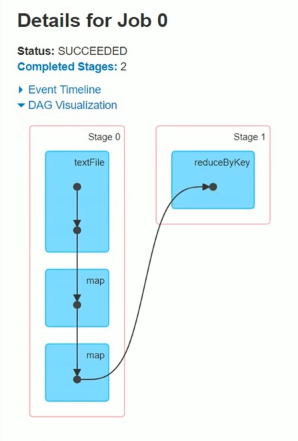 Details for Job 0
Status: SUCCEEDED
Completed Stages: 2
Event Timeline
DAG Visualization
Stage 0
Stage 1
textFile
reduceByKey
map
map